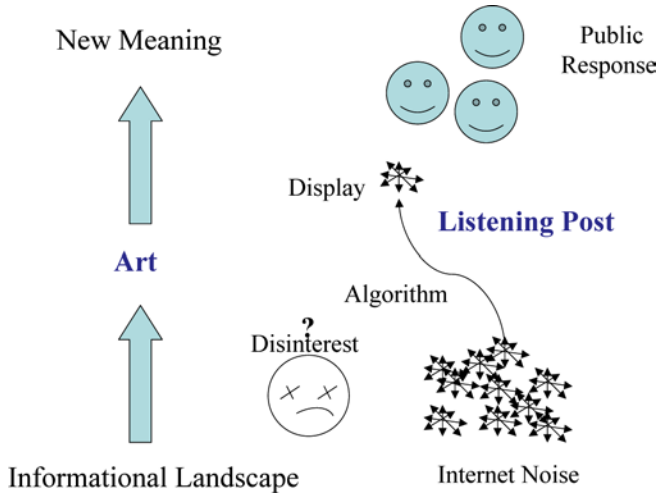 New Meaning
Public
Response
Display
Listening Post
Art
Algorithm
?
Disinterest
Informational Landscape
Internet Noise